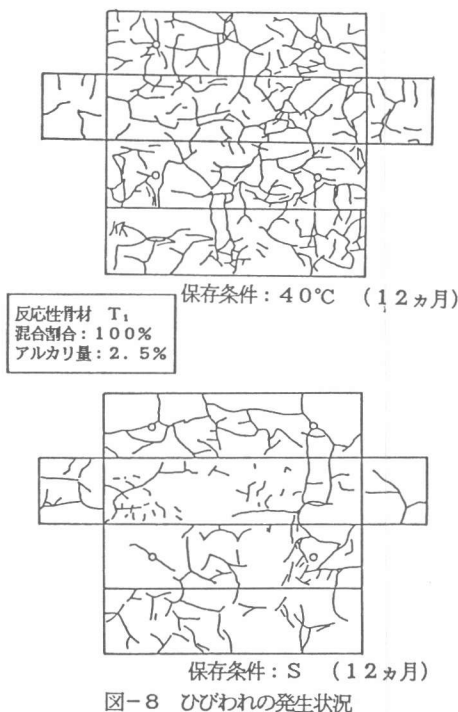 保存条件：４０℃　（１２ヵ月）
反応性骨材　Ｔ₁
混合割合：１００％
アルカリ量：２．５％
保存条件：Ｓ　（１２ヵ月）
図－８　ひびわれの発生状況